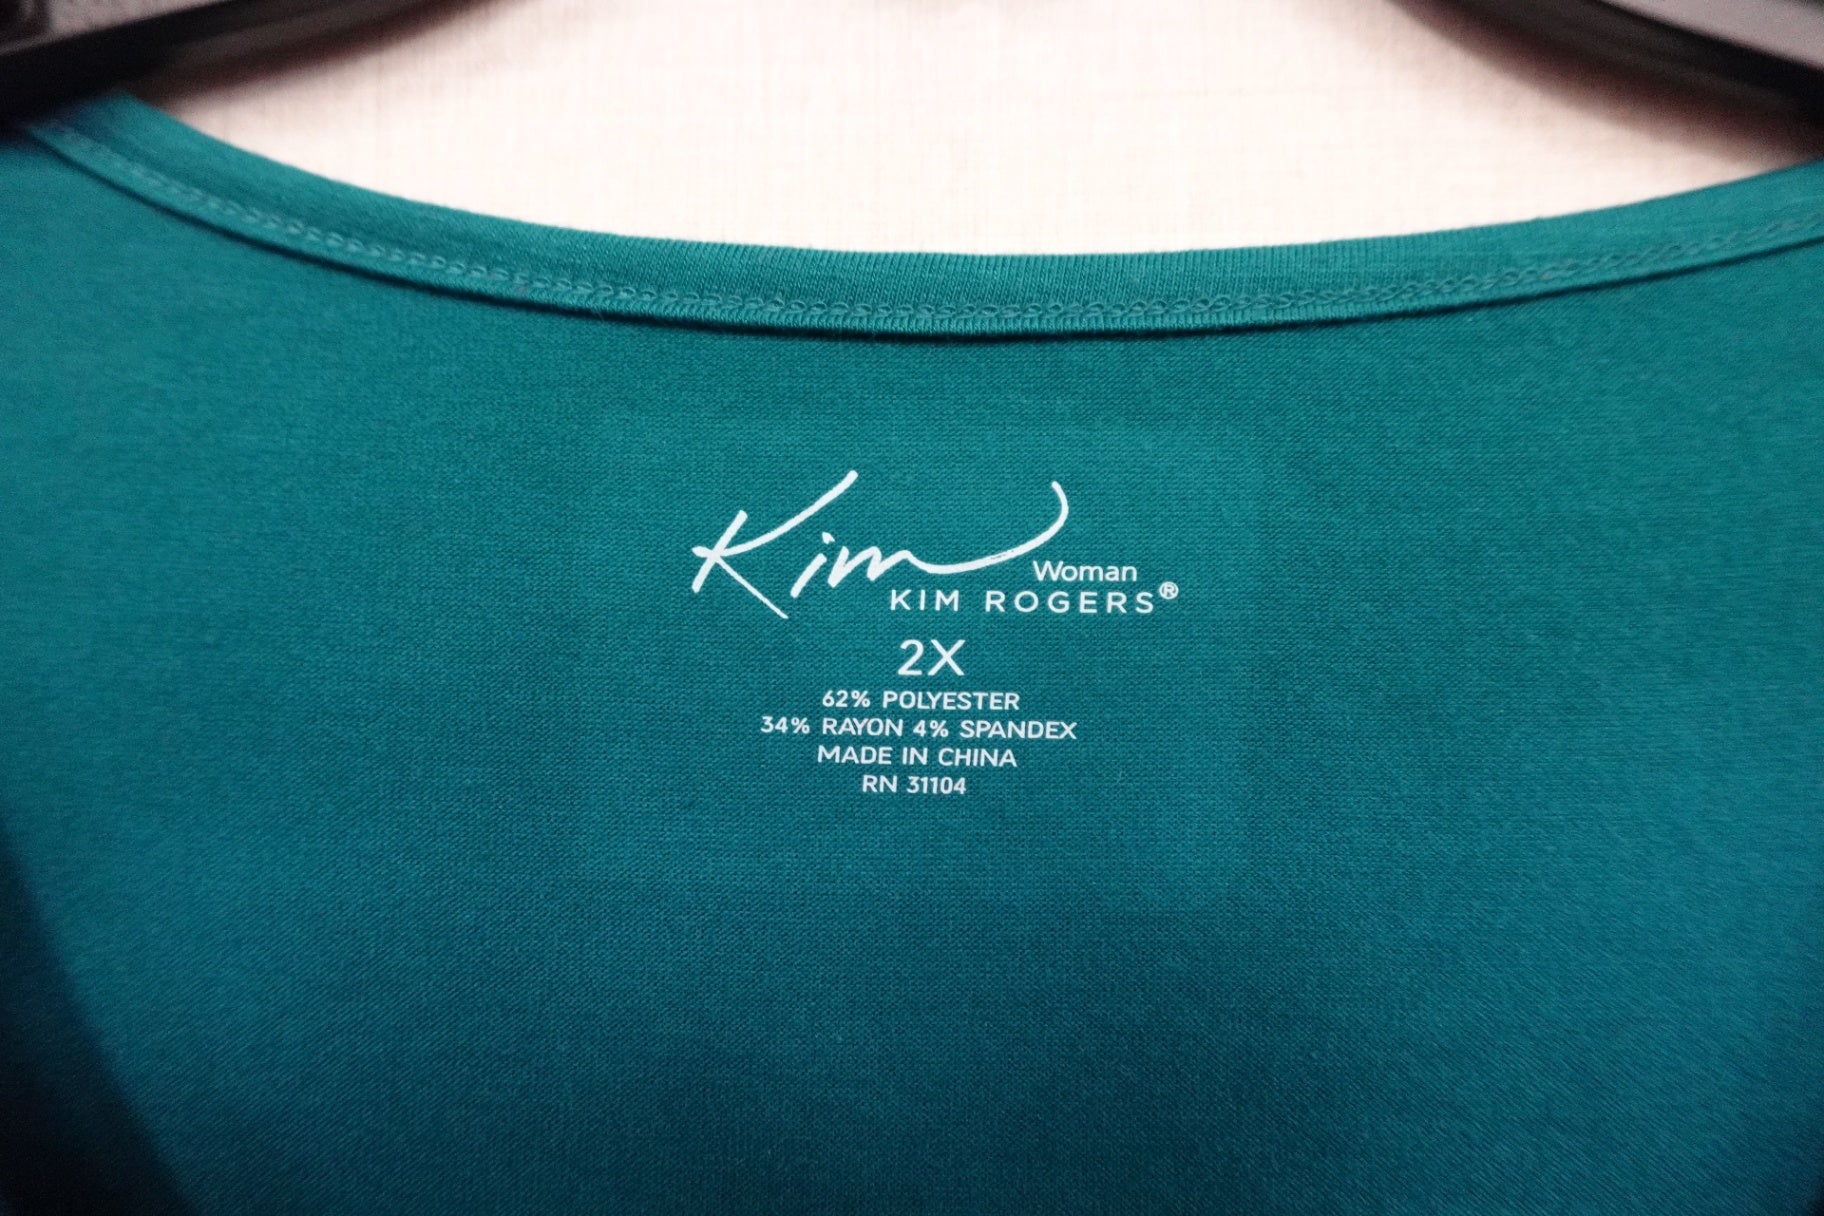 Kim Woman
KIM ROGERS®
2X
62% POLYESTER
34% RAYON 4% SPANDEX
MADE IN CHINA
RN 31104